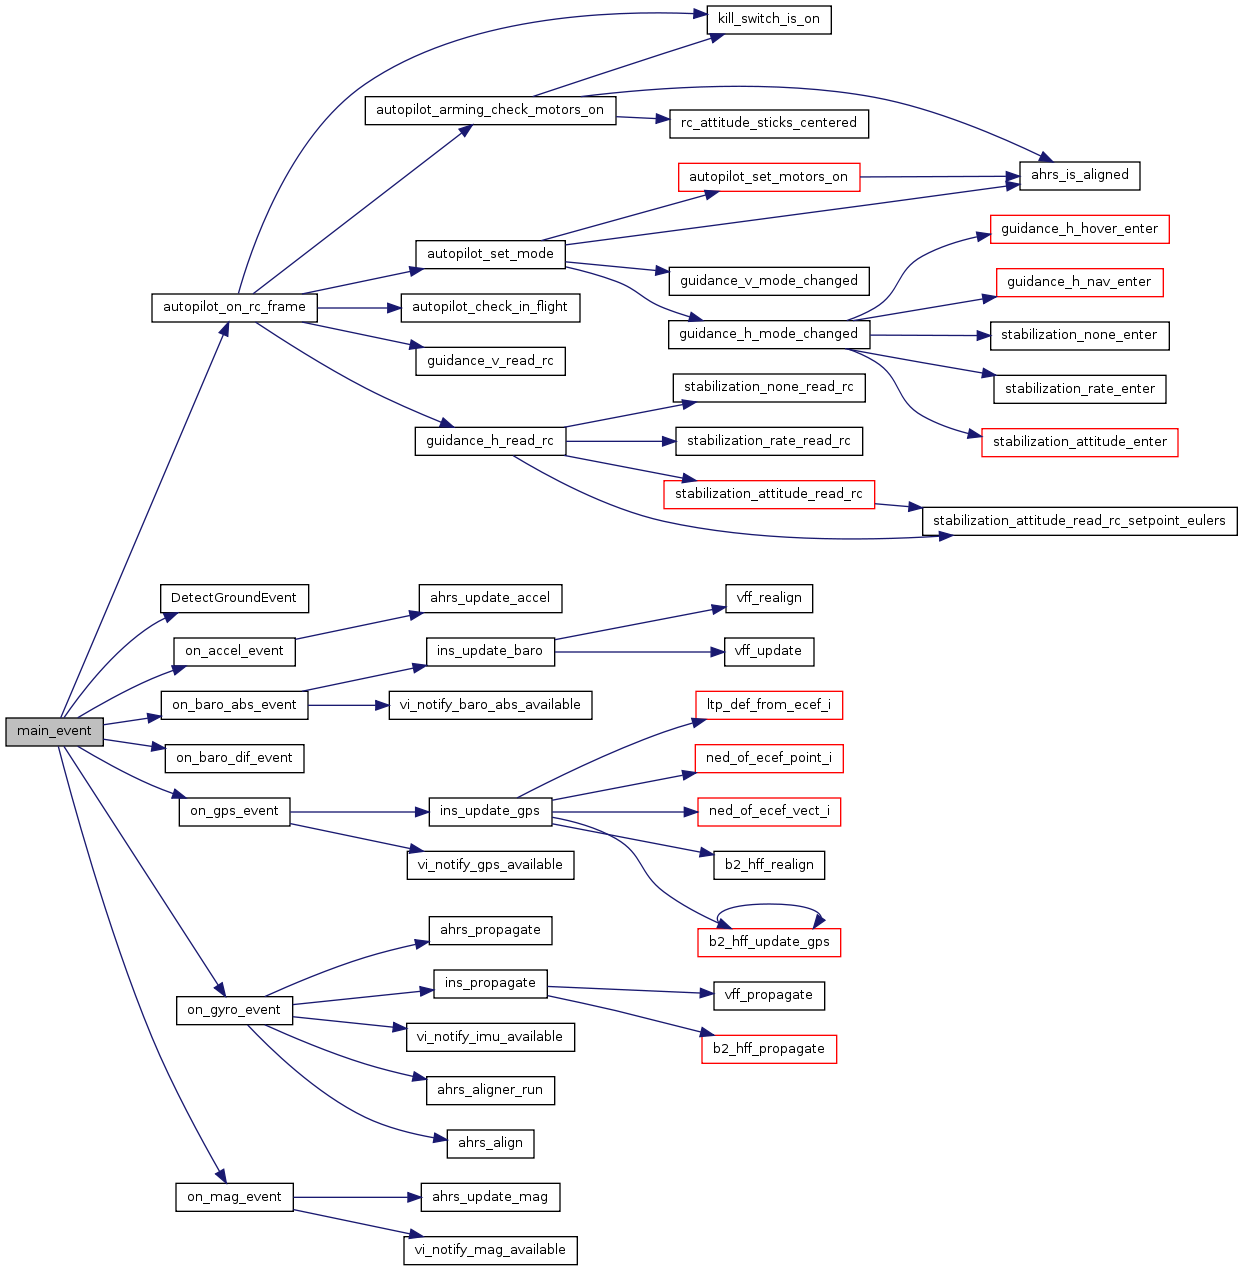 kill_switch_is_on
autopilot_arming_check_motors_on
rc_attitude_sticks_centered
ahrs_is_aligned
autopilot_set_motors_on
guidance_h_hover_enter
autopilot_set_mode
guidance_v_mode_changed
guidance_h_nav_enter
autopilot_on_rc_frame
autopilot_check_in_flight
guidance_h_mode_changed
stabilization_none_enter
guidance_v_read_rc
stabilization_none_read_rc
stabilization_rate_enter
guidance_h_read_rc
stabilization_rate_read_rc
stabilization_attitude_enter
stabilization_attitude_read_rc
stabilization_attitude_read_rc_setpoint_eulers
DetectGroundEvent
ahrs_update_accel
vff_realign
on_accel_event
ins_update_baro
vff_update
on_baro_abs_event
vi_notify_baro_abs_available
ltp_def_from_ecef_i
main_event
on_baro_dif_event
ned_of_ecef_point_i
on_gps_event
ins_update_gps
ned_of_ecef_vect_i
vi_notify_gps_available
b2_hff_realign
ahrs_propagate
b2_hff_update_gps
ins_propagate
vff_propagate
on_gyro_event
vi_notify_imu_available
b2_hff_propagate
ahrs_aligner_run
ahrs_align
on_mag_event
ahrs_update_mag
vi_notify_mag_available